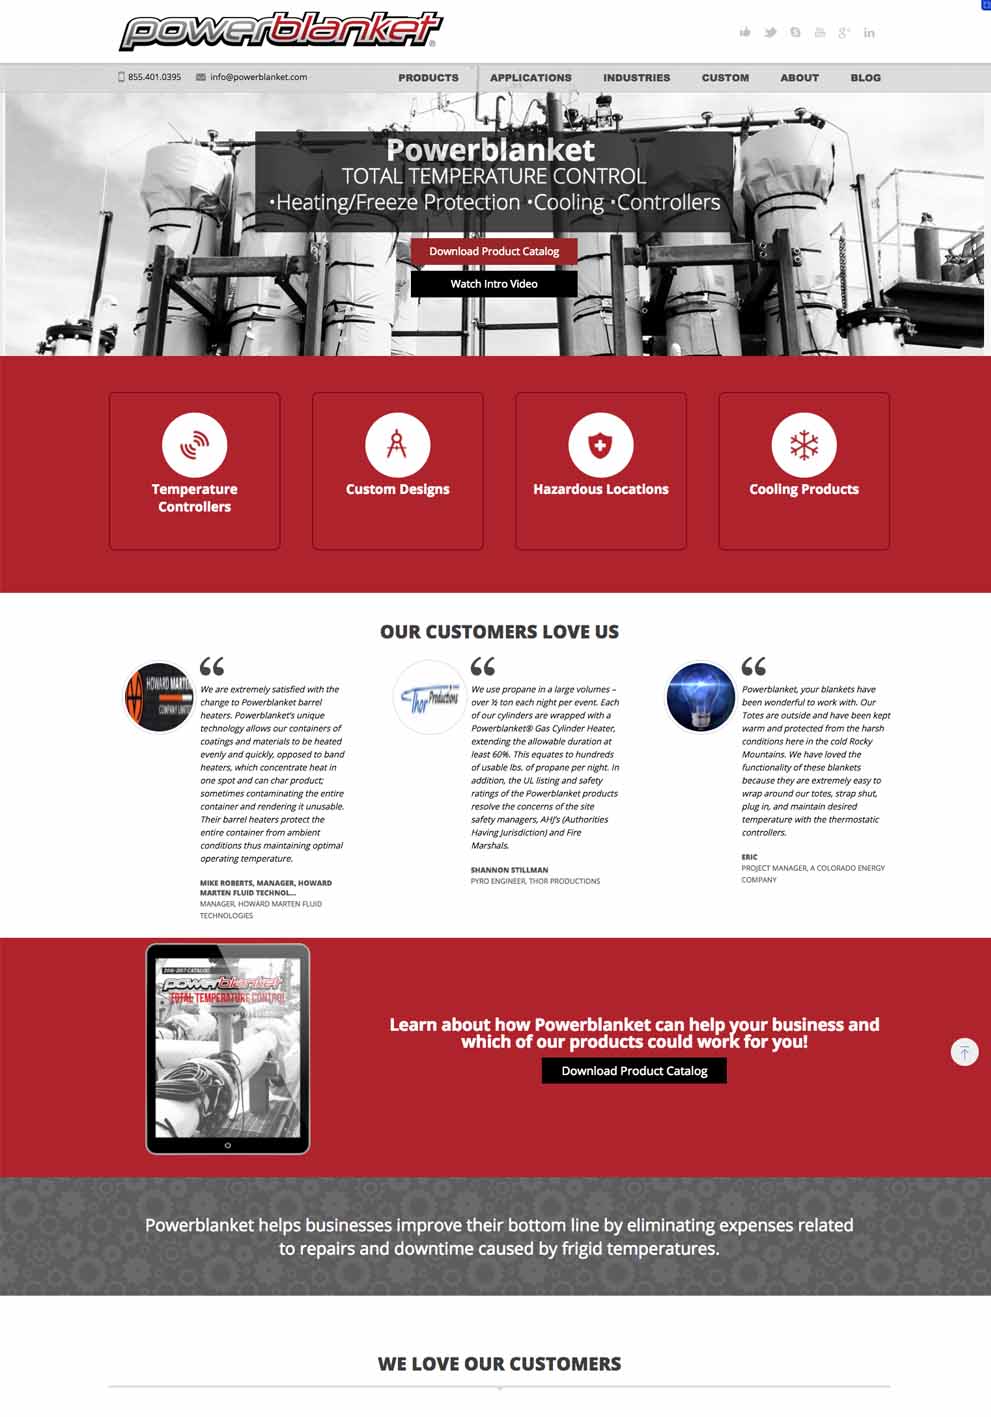 powerblanket®
855.401.0395 info@powerblanket.com PRODUCTS APPLICATIONS INDUSTRIES CUSTOM ABOUT BLOG
Powerblanket
TOTAL TEMPERATURE CONTROL
•Heating/Freeze Protection •Cooling •Controllers
Download Product Catalog
Watch Intro Video
Temperature
Controllers
Custom Designs
Hazardous Locations
Cooling Products
OUR CUSTOMERS LOVE US
HOWARD MARTE
COMPANY LIMITED
“
We are extremely satisfied with the
change to Powerblanket barrel
heaters. Powerblanket's unique
technology allows our containers of
coatings and materials to be heated
evenly and quickly, opposed to band
heaters, which concentrate heat in
one spot and can char product;
sometimes contaminating the entire
container and rendering it unusable.
Their barrel heaters protect the
entire container from ambient
conditions thus maintaining optimal
operating temperature.
MIKE ROBERTS, MANAGER, HOWARD
MARTEN FLUID TECHNOL...
MANAGER, HOWARD MARTEN FLUID
TECHNOLOGIES
Thor Productions
“
We use propane in a large volumes –
over ½ ton each night per event. Each
of our cylinders are wrapped with a
Powerblanket® Gas Cylinder Heater,
extending the allowable duration at
least 60%. This equates to hundreds
of usable lbs. of propane per night. In
addition, the UL listing and safety
ratings of the Powerblanket products
resolve the concerns of the site
safety managers, AHJ's (Authorities
Having Jurisdiction) and Fire
Marshals.
SHANNON STILLMAN
PYRO ENGINEER, THOR PRODUCTIONS
“
Powerblanket, your blankets have
been wonderful to work with. Our
Totes are outside and have been kept
warm and protected from the harsh
conditions here in the cold Rocky
Mountains. We have loved the
functionality of these blankets
because they are extremely easy to
wrap around our totes, strap shut,
plug in, and maintain desired
temperature with the thermostatic
controllers.
ERIC
PROJECT MANAGER, A COLORADO ENERGY
COMPANY
2016-2017 CATALOG
powerblanket
TOTAL TEMPERATURE CONTROL
Learn about how Powerblanket can help your business and
which of our products could work for you!
Download Product Catalog
Powerblanket helps businesses improve their bottom line by eliminating expenses related
to repairs and downtime caused by frigid temperatures.
WE LOVE OUR CUSTOMERS